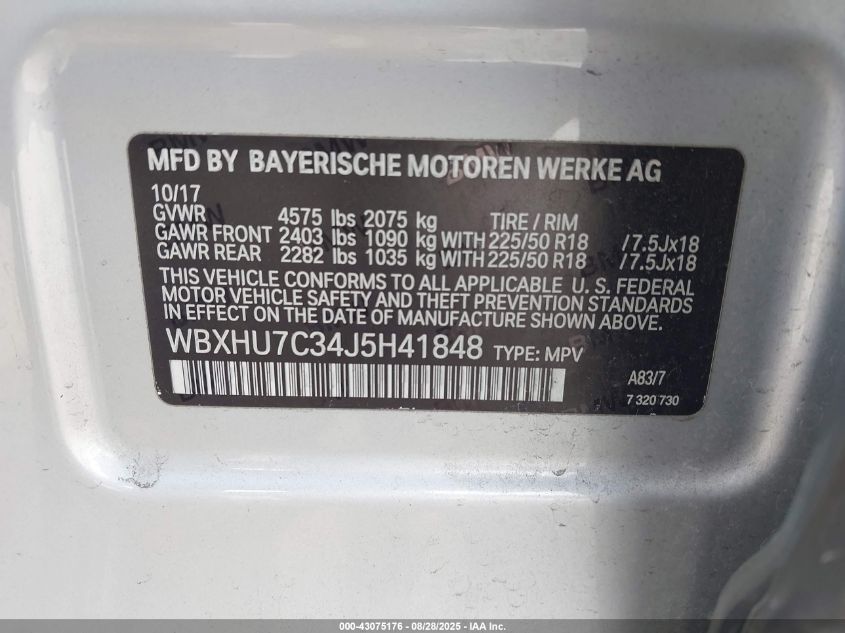 MFD BY BAYERISCHE MOTOREN WERKE AG
10/17
GVWR 4575 lbs 2075 kg TIRE / RIM
GAWR FRONT 2403 lbs 1090 kg WITH 225/50 R18 /7.5Jx18
GAWR REAR 2282 lbs 1035 kg WITH 225/50 R18 /7.5Jx18
THIS VEHICLE CONFORMS TO ALL APPLICABLE U. S. FEDERAL
MOTOR VEHICLE SAFETY AND THEFT PREVENTION STANDARDS
IN EFFECT ON THE DATE OF MANUFACTURE SHOWN ABOVE.
WBXHU7C34J5H41848 TYPE: MPV
A83/7
7 320 730
000-43075176 - 08/28/2025 - IAA Inc.